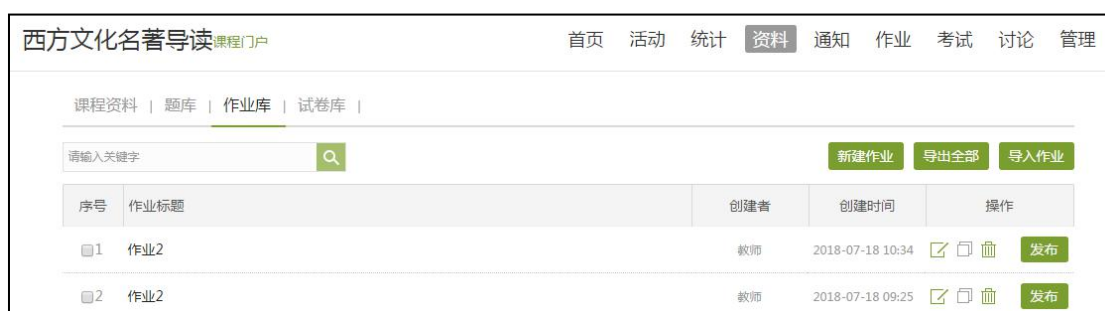 西方文化名著导读课程门户 首页 活动 统计 资料 通知 作业 考试 讨论 管理
课程资料 | 题库 | 作业库 | 试卷库 |
请输入关键字 新建作业 导出全部 导入作业
序号 作业标题 创建者 创建时间 操作
1 作业2 教师 2018-07-18 10:34 发布
2 作业2 教师 2018-07-18 09:25 发布